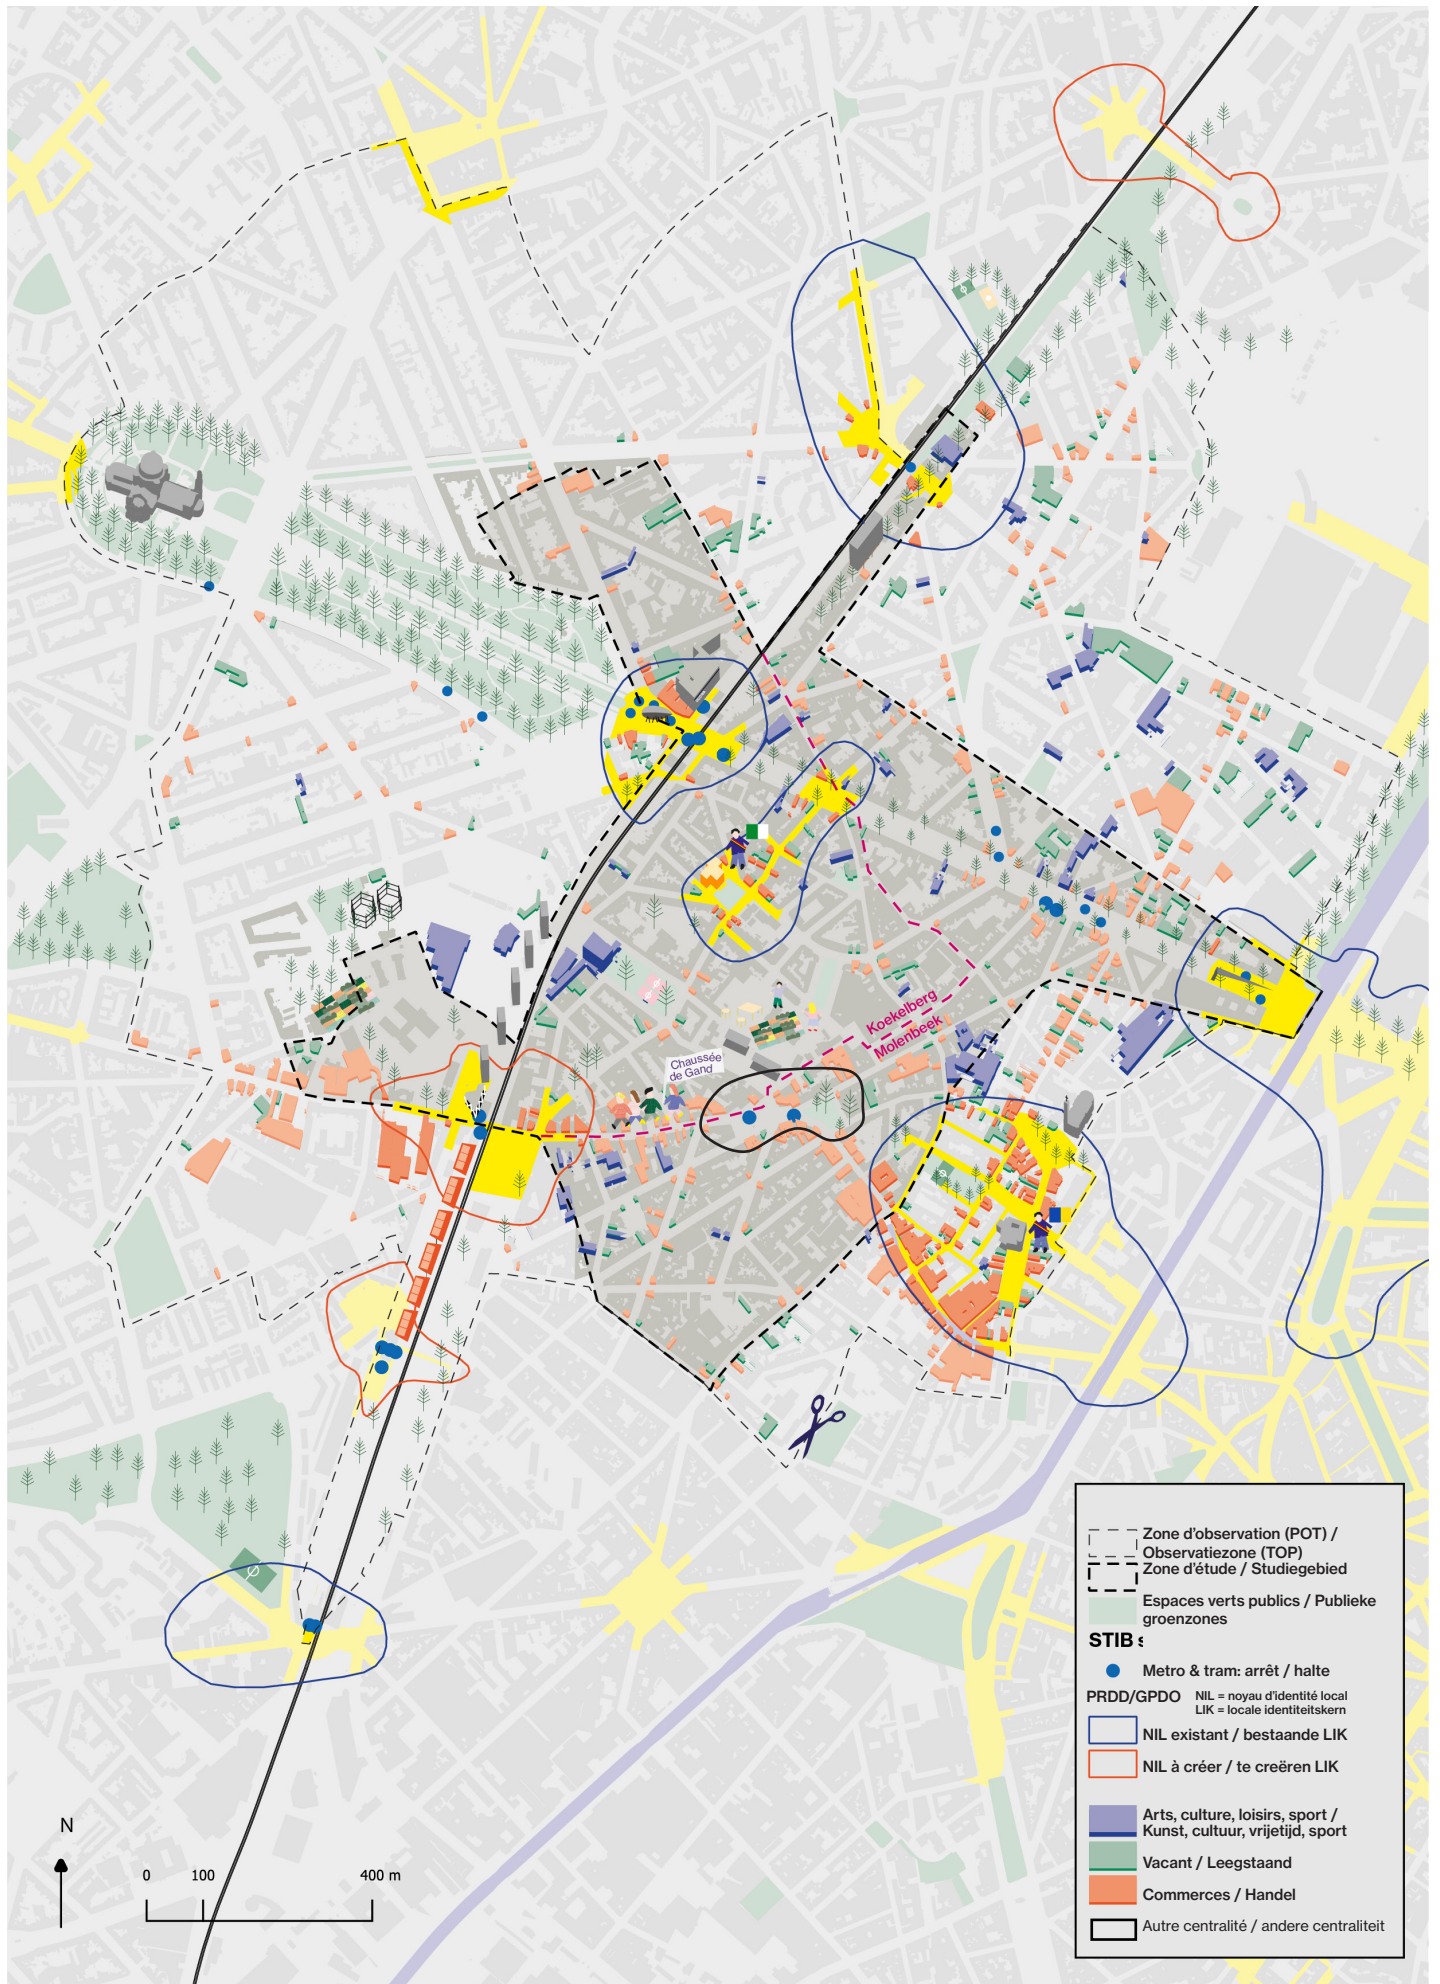 Koekelberg
Molenbeek
Chaussée
de Gand
Zone d'observation (POT) /
Observatiezone (TOP)
Zone d'étude / Studiegebied
Espaces verts publics / Publieke
groenzones
STIB
Metro & tram: arrêt / halte
PRDD/GPDO
NIL = noyau d'identité local
LIK = locale identiteitskern
NIL existant / bestaande LIK
NIL à créer / te creëren LIK
Arts, culture, loisirs, sport /
Kunst, cultuur, vrijetijd, sport
Vacant / Leegstaand
Commerces / Handel
Autre centralité / andere centraliteit
N
0 100 400 m